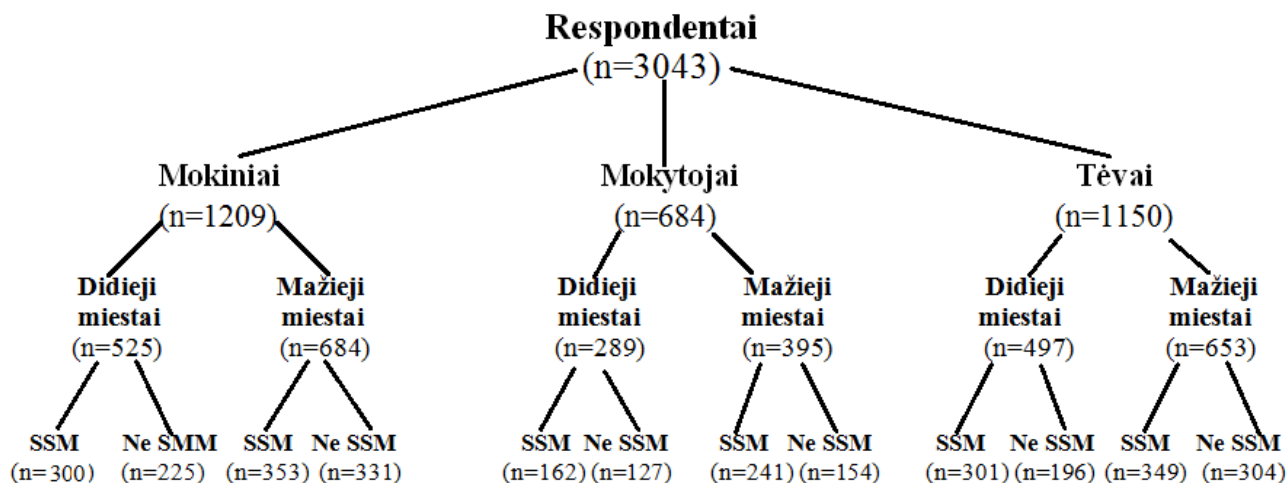 Respondentai
(n=3043)
Mokiniai Mokytojai Tėvai
(n=1209) (n=684) (n=1150)
Didieji Mažieji Didieji Mažieji Didieji Mažieji
miestai miestai miestai miestai miestai miestai
(n=525) (n=684) (n=289) (n=395) (n=497) (n=653)
SSM Ne SMM SSM Ne SSM SSM Ne SSM SSM Ne SSM SSM Ne SSM SSM Ne SSM
(n=300) (n=225) (n=353) (n=331) (n=162) (n=127) (n=241) (n=154) (n=301) (n=196) (n=349) (n=304)